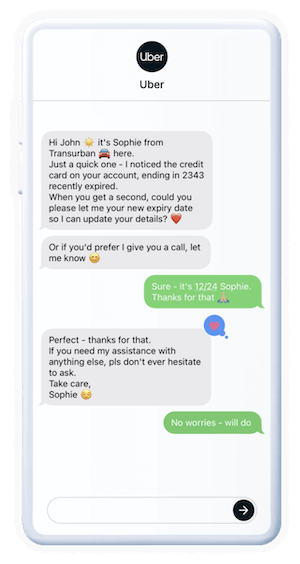 Uber
Uber
Hi John ☀️ it's Sophie from
Transurban 🚘 here.
Just a quick one - I noticed the credit
card on your account, ending in 2343
recently expired.
When you get a second, could you
please let me your new expiry date
so I can update your details? ❤️
Or if you'd prefer I give you a call, let
me know 😊
Sure - it's 12/24 Sophie.
Thanks for that 🙏🏼
Perfect - thanks for that.
If you need my assistance with
anything else, pls don't ever hesitate
to ask.
Take care,
Sophie ☺️
No worries - will do